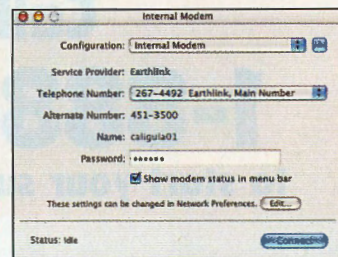 Internal Modem
Configuration: Internal Modem
Service Provider: Earthlink
Telephone Number: 267-4492 Earthlink, Main Number
Alternate Number: 451-3500
Name: caligula01
Password: ••••••
Show modem status in menu bar
These settings can be changed in Network Preferences. Edit...
Status: Idle
Connect